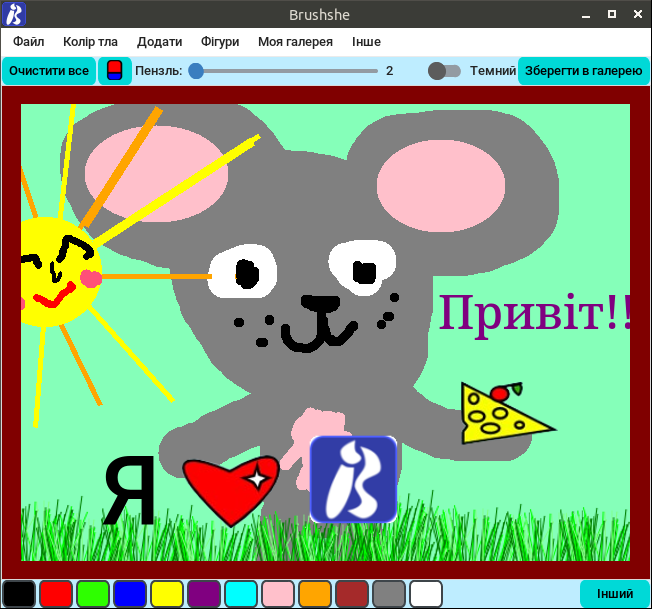 Brushshe
Файл Колір тла Додати Фігури Моя галерея Інше
Очистити все Пензль: 2 Темний Зберегти в галерею
Привіт!!
Я
Інший